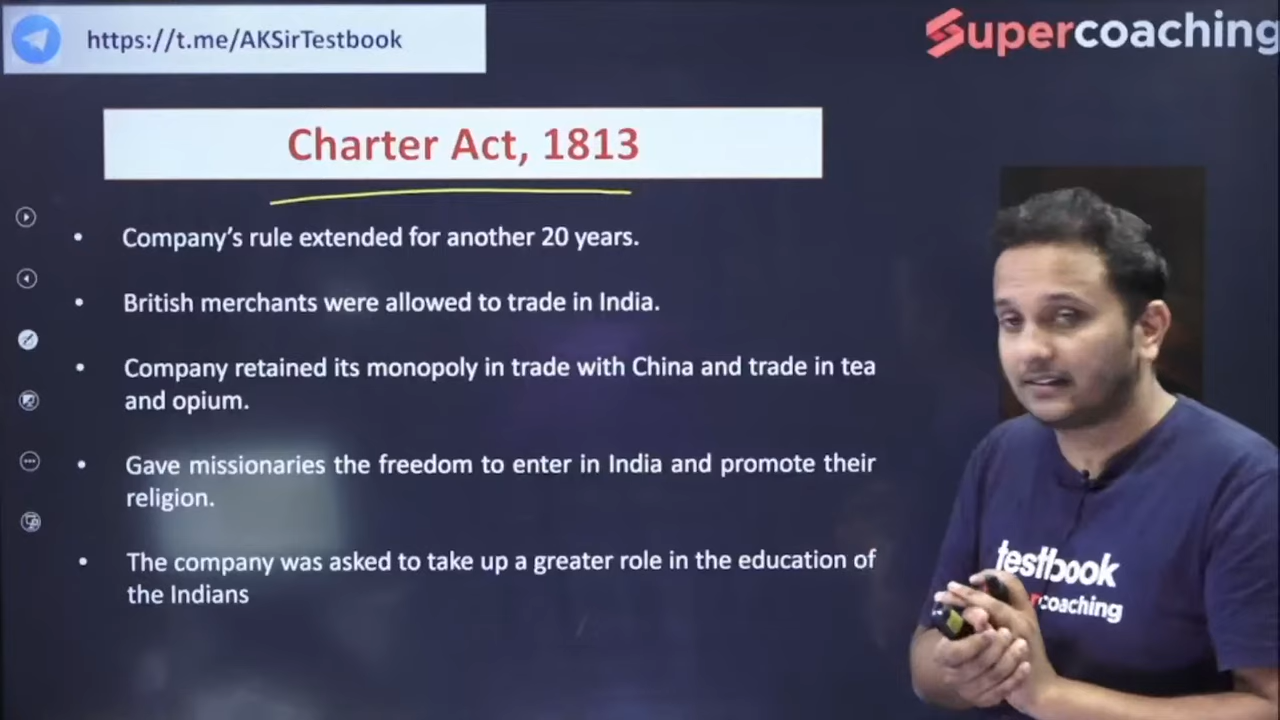 https://t.me/AKSirTestbook
Supercoaching
Charter Act, 1813
• Company’s rule extended for another 20 years.
• British merchants were allowed to trade in India.
• Company retained its monopoly in trade with China and trade in tea
and opium.
• Gave missionaries the freedom to enter in India and promote their
religion.
• The company was asked to take up a greater role in the education of
the Indians
testbook
coaching